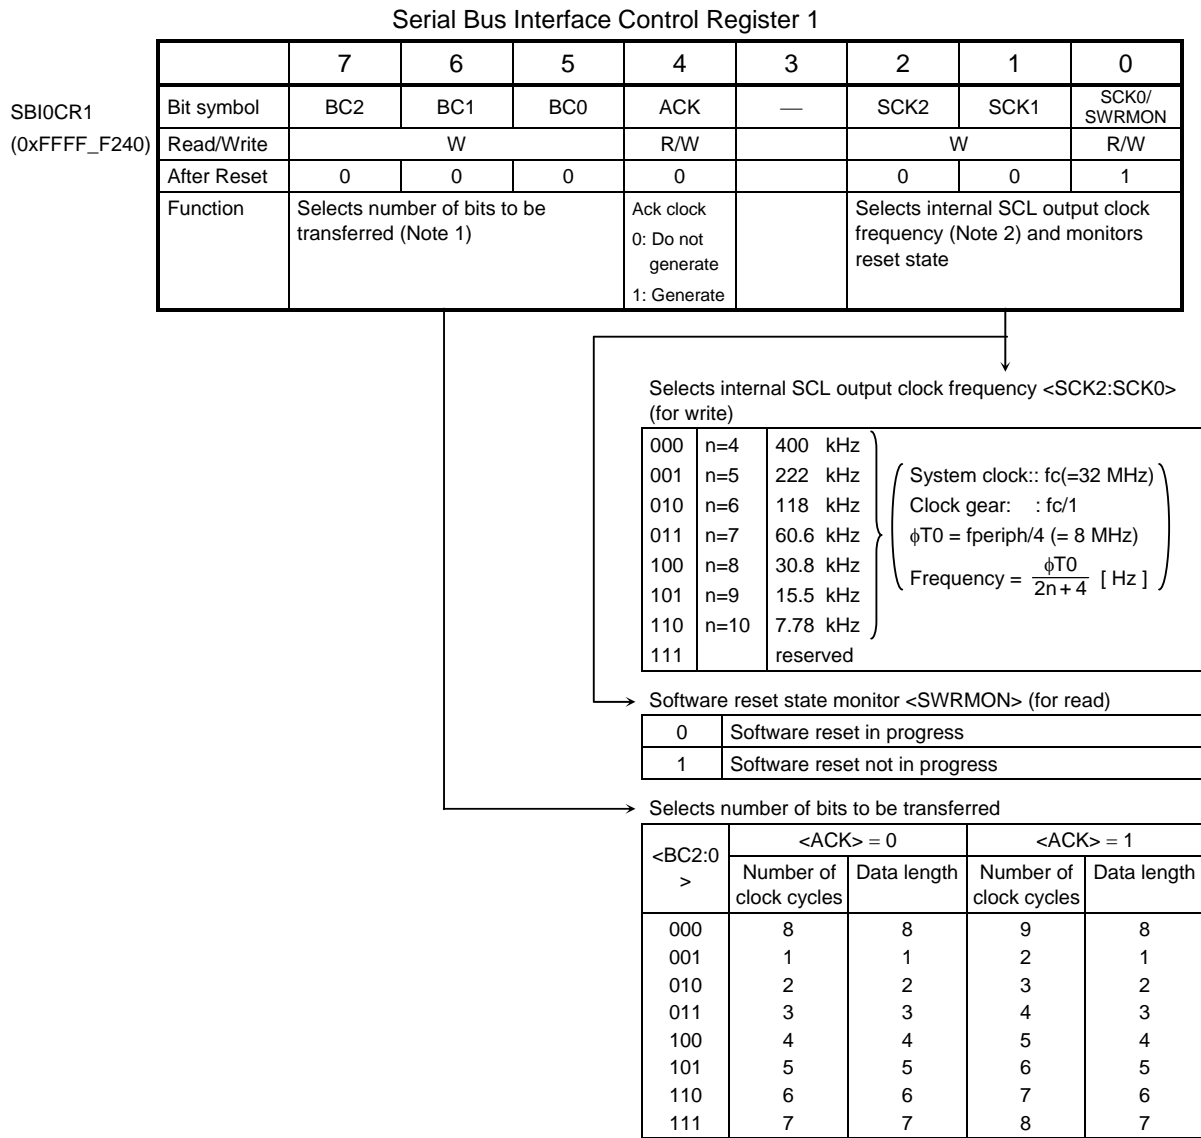 Serial Bus Interface Control Register 1
SBI0CR1
(0xFFFF_F240)
7 6 5 4 3 2 1 0
Bit symbol BC2 BC1 BC0 ACK — SCK2 SCK1 SCK0/ SWRMON
Read/Write W R/W W R/W
After Reset 0 0 0 0 0 0 1
Function Selects number of bits to be transferred (Note 1) Ack clock 0: Do not generate 1: Generate Selects internal SCL output clock frequency (Note 2) and monitors reset state
Selects internal SCL output clock frequency <SCK2:SCK0>
(for write)
000 n=4 400 kHz
001 n=5 222 kHz
010 n=6 118 kHz
011 n=7 60.6 kHz
100 n=8 30.8 kHz
101 n=9 15.5 kHz
110 n=10 7.78 kHz
111 reserved
System clock:: fc(=32 MHz)
Clock gear: : fc/1
ϕT0 = fperiph/4 (= 8 MHz)
Frequency = ϕT0 / 2n + 4 [ Hz ]
Software reset state monitor <SWRMON> (for read)
0 Software reset in progress
1 Software reset not in progress
Selects number of bits to be transferred
<BC2:0 > <ACK> = 0 <ACK> = 1
Number of clock cycles Data length Number of clock cycles Data length
000 8 8 9 8
001 1 1 2 1
010 2 2 3 2
011 3 3 4 3
100 4 4 5 4
101 5 5 6 5
110 6 6 7 6
111 7 7 8 7